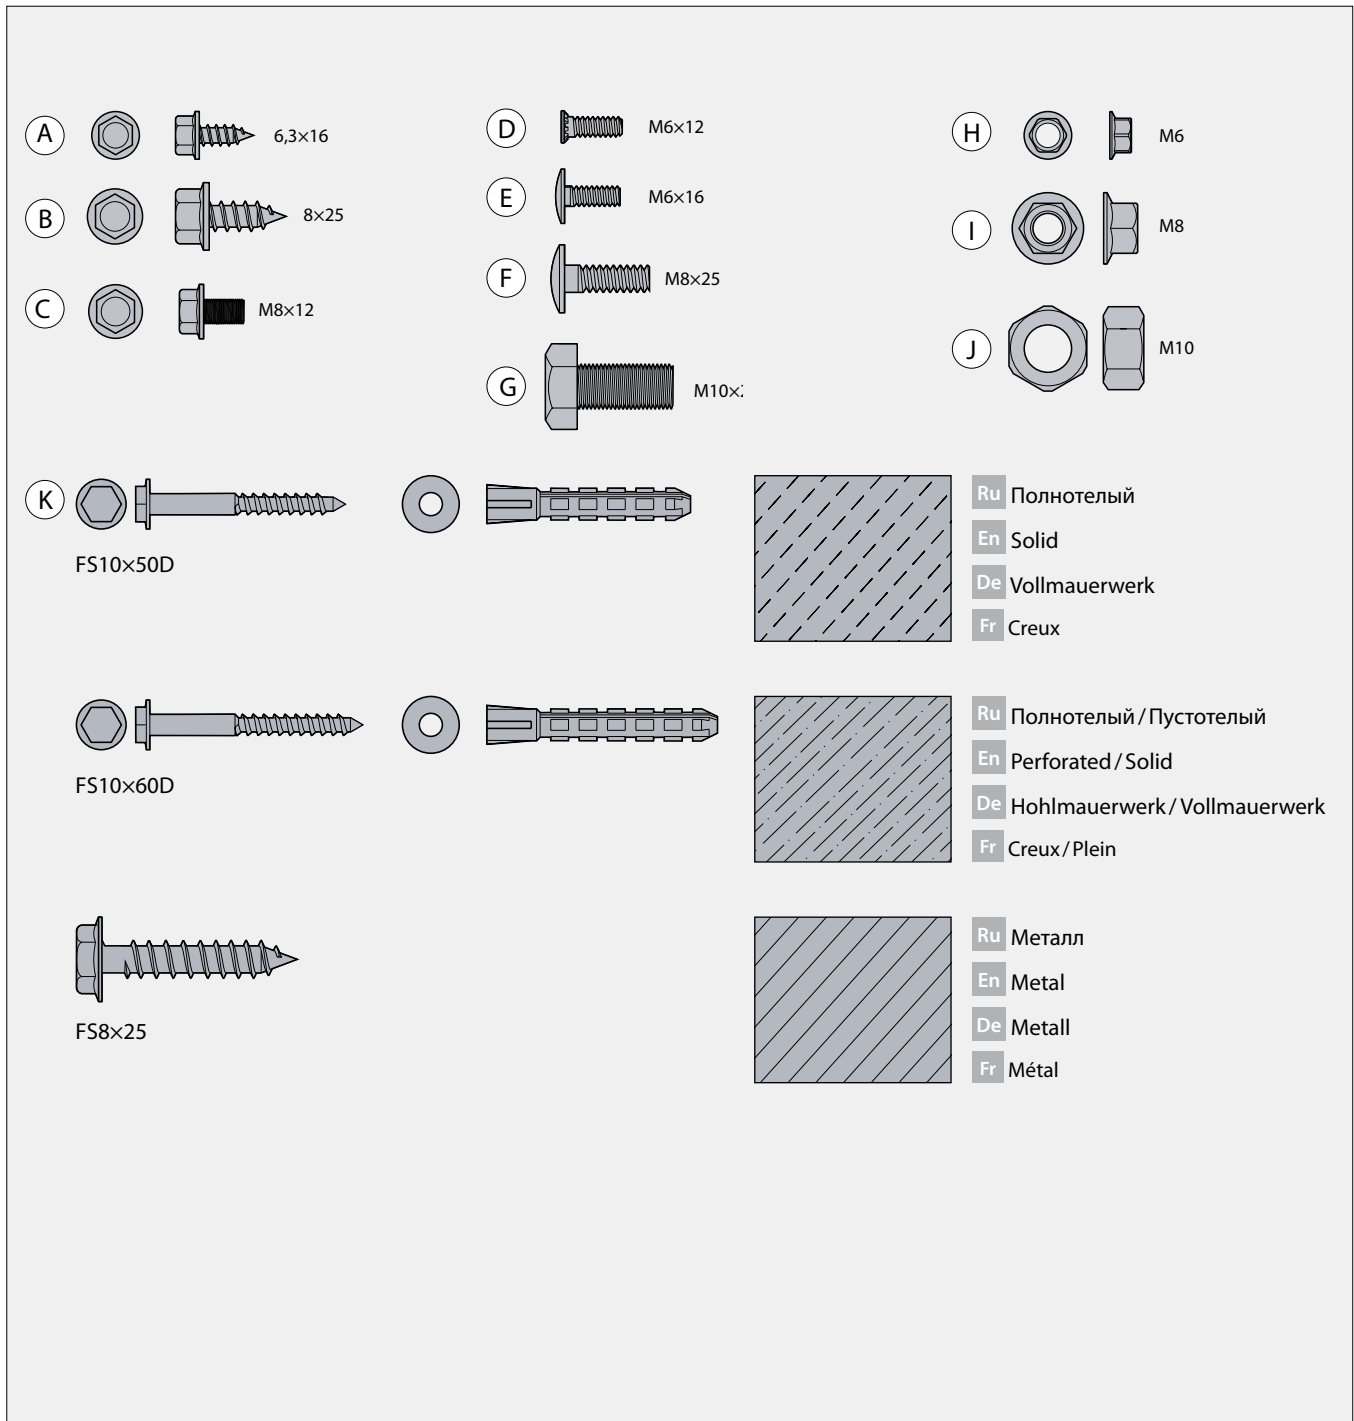 A
6,3×16
B
8×25
C
M8×12
D
M6×12
E
M6×16
F
M8×25
G
H
M6
I
M8
J
M10
K
FS10×50D
Ru Полнотелый
En Solid
De Vollmauerwerk
Fr Creux
FS10×60D
Ru Полнотелый / Пустотелый
En Perforated / Solid
De Hohlmauerwerk / Vollmauerwerk
Fr Creux / Plein
FS8×25
Ru Металл
En Metal
De Metall
Fr Métal